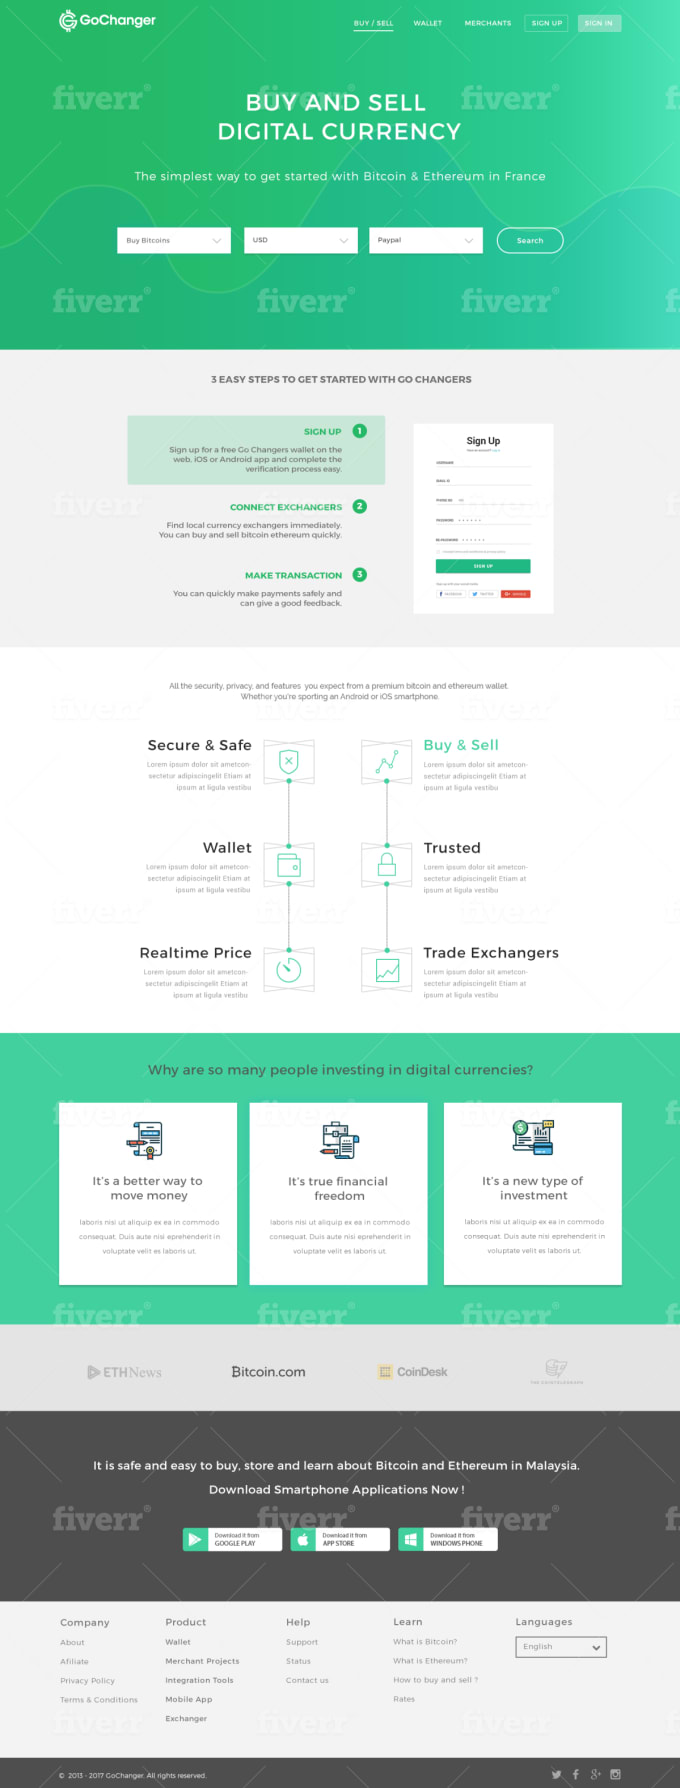 GoChanger
BUY / SELL
WALLET
MERCHANTS
SIGN UP
SIGN IN
BUY AND SELL
DIGITAL CURRENCY
The simplest way to get started with Bitcoin & Ethereum in France
Buy Bitcoins
USD
Paypal
Search
3 EASY STEPS TO GET STARTED WITH GO CHANGERS
SIGN UP 1
Sign up for a free Go Changers wallet on the
web, iOS or Android app and complete the
verification process easy.
CONNECT EXCHANGERS 2
Find local currency exchangers immediately.
You can buy and sell bitcoin ethereum quickly.
MAKE TRANSACTION 3
You can quickly make payments safely and
can give a good feedback.
Sign Up
USERNAME
EMAIL ID
PHONE NO
PASSWORD
RE-PASSWORD
SIGN UP
FACEBOOK
TWITTER
GOOGLE
All the security, privacy, and features you expect from a premium bitcoin and ethereum wallet.
Whether you're sporting an Android or iOS smartphone.
Secure & Safe
Lorem ipsum dolor sit ametcon-
sectetur adipiscingelit Etiam at
ipsum at ligula vestibu
Buy & Sell
Lorem ipsum dolor sit ametcon-
sectetur adipiscingelit Etiam at
ipsum at ligula vestibu
Wallet
Lorem ipsum dolor sit ametcon-
sectetur adipiscingelit Etiam at
ipsum at ligula vestibu
Trusted
Lorem ipsum dolor sit ametcon-
sectetur adipiscingelit Etiam at
ipsum at ligula vestibu
Realtime Price
Lorem ipsum dolor sit ametcon-
sectetur adipiscingelit Etiam at
ipsum at ligula vestibu
Trade Exchangers
Lorem ipsum dolor sit ametcon-
sectetur adipiscingelit Etiam at
ipsum at ligula vestibu
Why are so many people investing in digital currencies?
It's a better way to
move money
laboris nisi ut aliquip ex ea in commodo
consequat. Duis aute nisi eprehenderit in
voluptate velit es laboris ut.
It's true financial
freedom
laboris nisi ut aliquip ex ea in commodo
consequat. Duis aute nisi eprehenderit in
voluptate velit es laboris ut.
It's a new type of
investment
laboris nisi ut aliquip ex ea in commodo
consequat. Duis aute nisi eprehenderit in
voluptate velit es laboris ut.
ETHNews
Bitcoin.com
CoinDesk
THE COINTELEGRAPH
It is safe and easy to buy, store and learn about Bitcoin and Ethereum in Malaysia.
Download Smartphone Applications Now !
Download it from
GOOGLE PLAY
Download it from
APP STORE
Download it from
WINDOWS PHONE
Company
About
Afiliate
Privacy Policy
Terms & Conditions
Product
Wallet
Merchant Projects
Integration Tools
Mobile App
Exchanger
Help
Support
Status
Contact us
Learn
What is Bitcoin?
What is Ethereum?
How to buy and sell ?
Rates
Languages
English
© 2013 - 2017 GoChanger. All rights reserved.
fiverr®